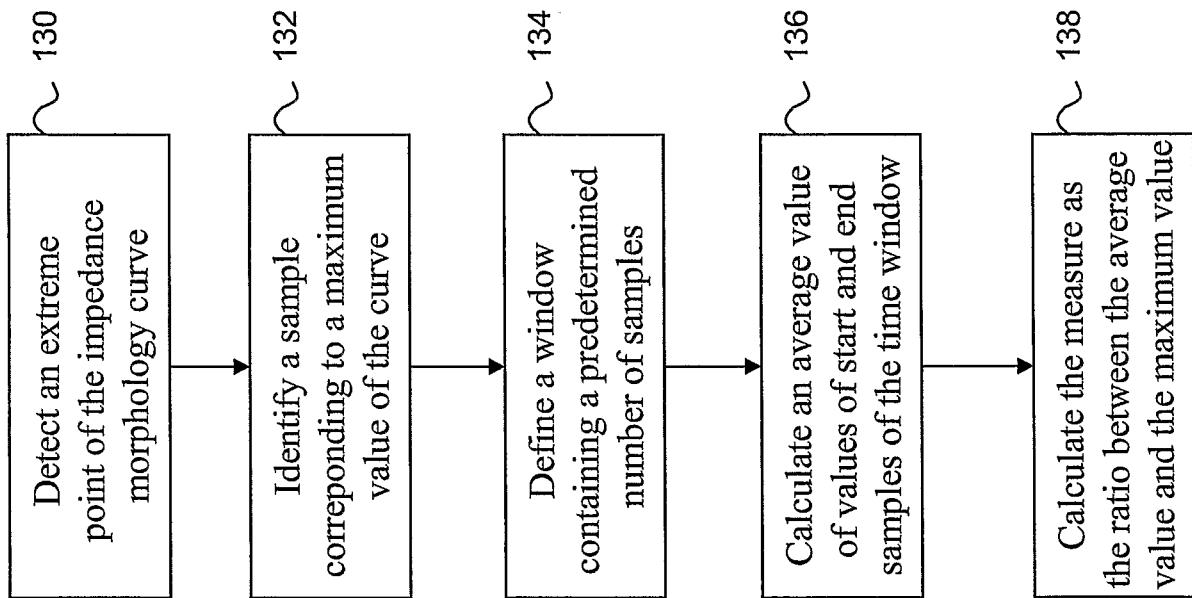 130
Detect an extreme
point of the impedance
morphology curve
132
Identify a sample
correponding to a maximum
value of the curve
134
Define a window
containing a predetermined
number of samples
136
Calculate an average value
of values of start and end
samples of the time window
138
Calculate the measure as
the ratio between the average
value and the maximum value